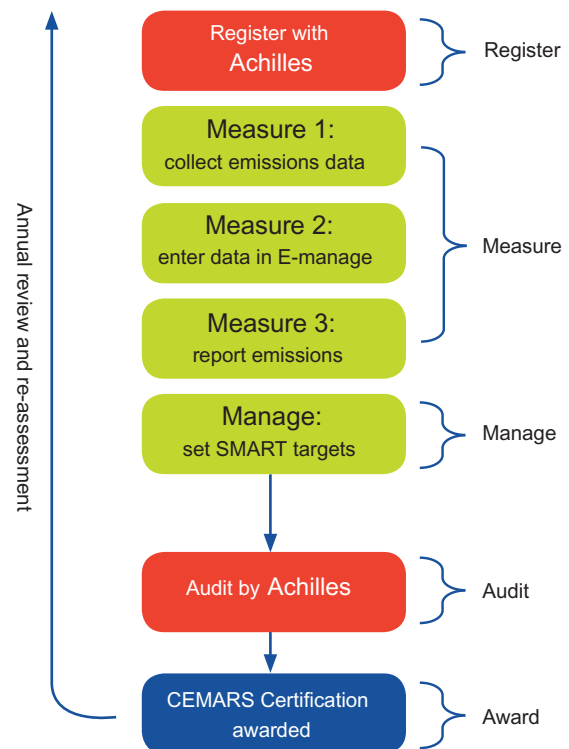 Register with
Achilles
Register
Measure 1:
collect emissions data
Measure 2:
enter data in E-manage
Measure
Measure 3:
report emissions
Manage:
set SMART targets
Manage
Audit by Achilles
Audit
CEMARS Certification
awarded
Award
Annual review and re-assessment